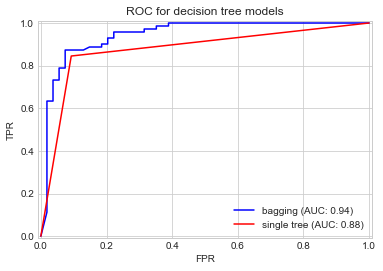 ROC for decision tree models
1.0
0.8
0.6
0.4
0.2
0.0
TPR
0.0
0.2
0.4
0.6
0.8
1.0
FPR
bagging (AUC: 0.94)
single tree (AUC: 0.88)